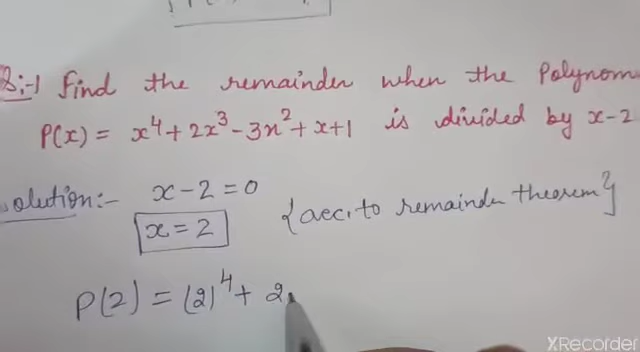 Q:-1 Find the remainder when the Polynom
P(x) = x⁴ + 2x³ - 3x² + x + 1 is divided by x - 2
olution:- x - 2 = 0
x = 2 {acc. to remainder theorem}
P(2) = (2)⁴ + 2
XRecorder